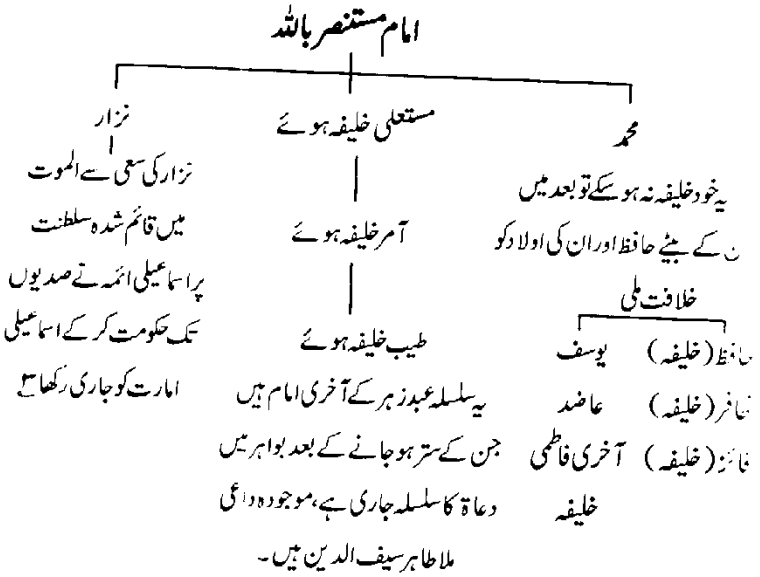 امام مستنصر باللہ
محمد
مستعلی خلیفہ ہوئے
نزار
یہ خود خلیفہ نہ ہو سکے تو بعد میں
کے بیٹے حافظ اور ان کی اولاد کو
خلافت ملی
حافظ (خلیفہ) یوسف
ظافر (خلیفہ) عاضد
فائز (خلیفہ) آخری فاطمی
خلیفہ
آمر خلیفہ ہوئے
طیب خلیفہ ہوئے
یہ سلسلہ عبدزہر کے آخری امام ہیں
جن کے ستر ہو جانے کے بعد بواہر میں
دعاۃ کا سلسلہ جاری ہے، موجودہ داعی
ملا طاہر سیف الدین ہیں۔
نزار کی سعی سے الموت
میں قائم شدہ سلطنت
پر اسماعیلی ائمہ نے صدیوں
تک حکومت کر کے اسماعیلی
امارت کو جاری رکھا